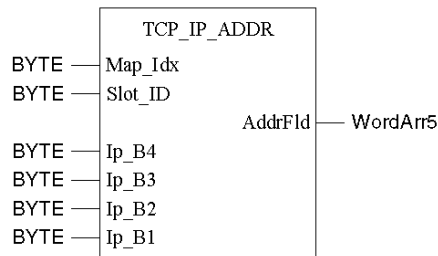 TCP_IP_ADDR
BYTE Map_Idx
BYTE Slot_ID
AddrFld WordArr5
BYTE Ip_B4
BYTE Ip_B3
BYTE Ip_B2
BYTE Ip_B1